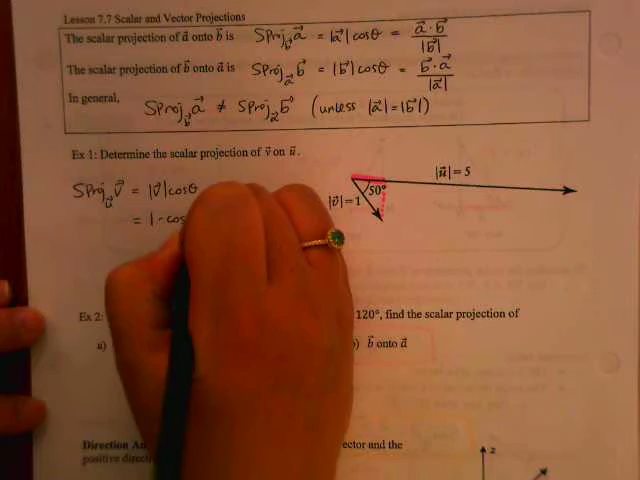 Lesson 7.7 Scalar and Vector Projections
The scalar projection of a⃗ onto b⃗ is SProj_b⃗ a⃗ = |a⃗| cosθ = a⃗·b⃗ / |b⃗|
The scalar projection of b⃗ onto a⃗ is SProj_a⃗ b⃗ = |b⃗| cosθ = b⃗·a⃗ / |a⃗|
In general, SProj_b⃗ a⃗ ≠ SProj_a⃗ b⃗ (unless |a⃗| = |b⃗|)
Ex 1: Determine the scalar projection of v⃗ on u⃗.
|u⃗| = 5
50°
|v⃗| = 1
SProj_u⃗ v⃗ = |v⃗| cosθ
= 1·cos
Ex 2: 120°, find the scalar projection of
a) b⃗ onto a⃗
Direction ector and the
positive
z